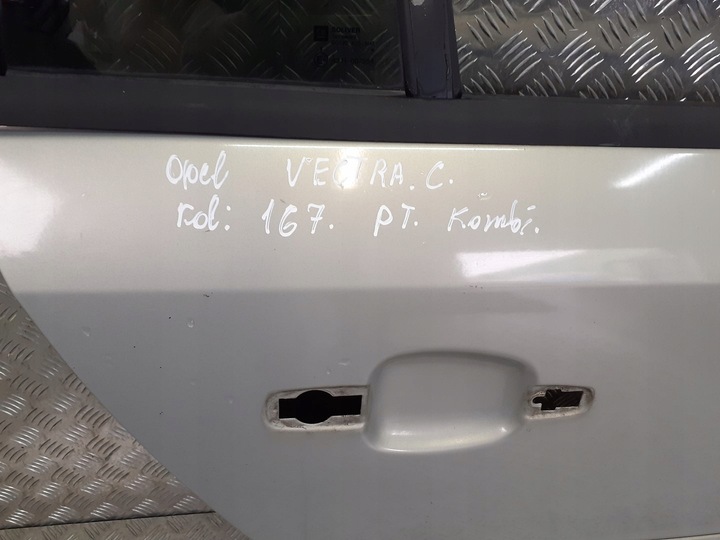 Opel VECTRA. C.
Kol: 167. PT. Kombi.